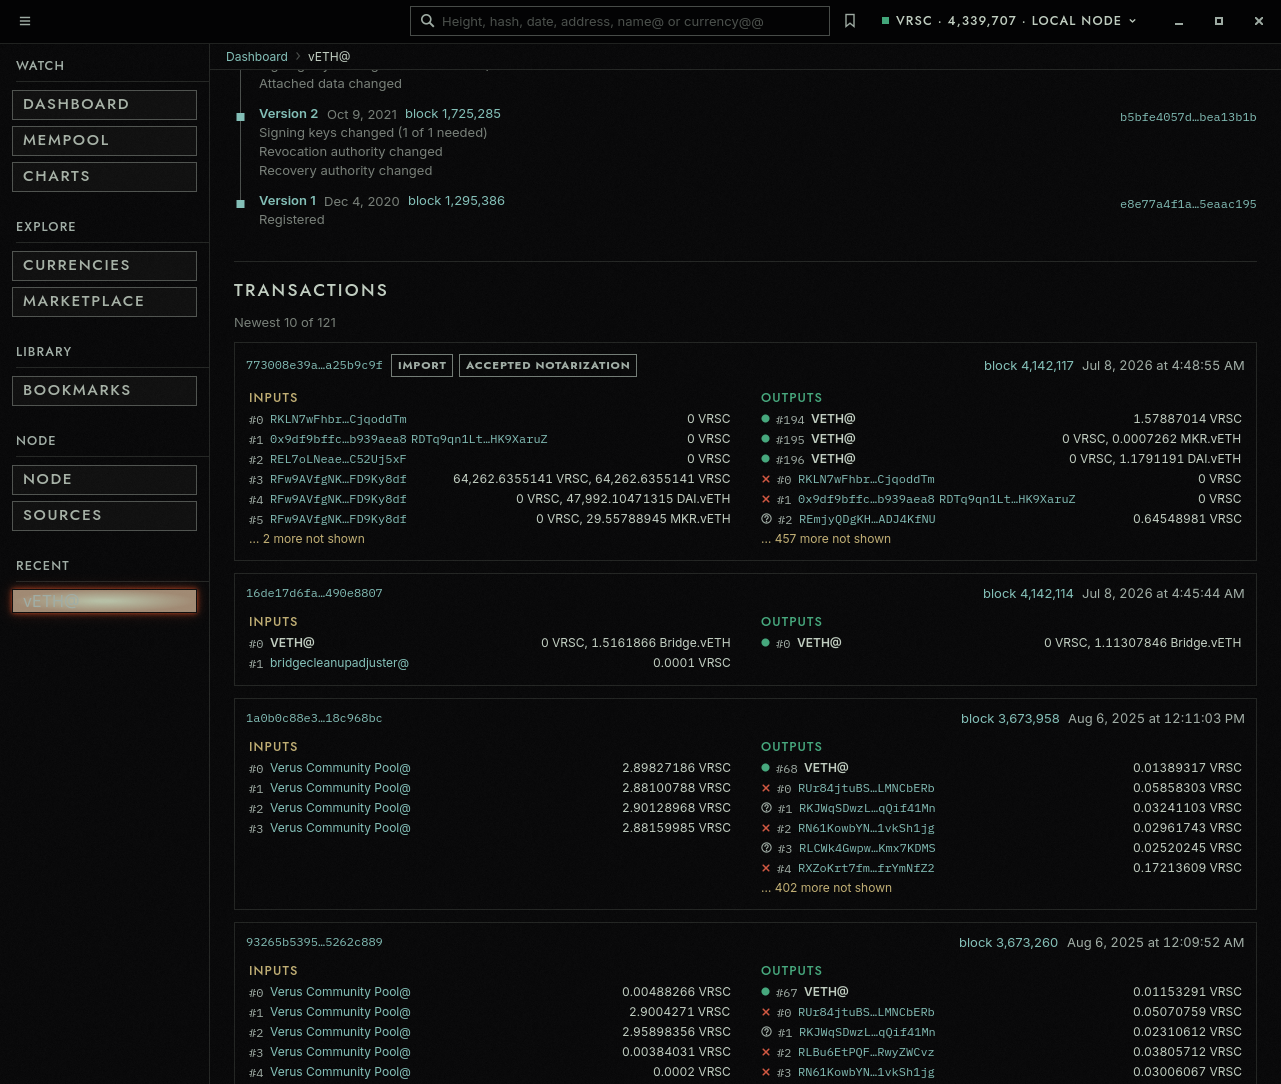 Height, hash, date, address, name@ or currency@@
VRSC · 4,339,707 · LOCAL NODE
WATCH
DASHBOARD
MEMPOOL
CHARTS
EXPLORE
CURRENCIES
MARKETPLACE
LIBRARY
BOOKMARKS
NODE
NODE
SOURCES
RECENT
vETH@
Dashboard > vETH@
Attached data changed
Version 2 Oct 9, 2021 block 1,725,285 b5bfe4057d…bea13b1b
Signing keys changed (1 of 1 needed)
Revocation authority changed
Recovery authority changed
Version 1 Dec 4, 2020 block 1,295,386 e8e77a4f1a…5eaac195
Registered
TRANSACTIONS
Newest 10 of 121
773008e39a…a25b9c9f IMPORT ACCEPTED NOTARIZATION block 4,142,117 Jul 8, 2026 at 4:48:55 AM
INPUTS
#0 RKLN7wFhbr…CjqoddTm 0 VRSC
#1 0x9df9bffc…b939aea8 RDTq9qn1Lt…HK9XaruZ 0 VRSC
#2 REL7oLNeae…C52Uj5xF 0 VRSC
#3 RFw9AVfgNK…FD9Ky8df 64,262.6355141 VRSC, 64,262.6355141 VRSC
#4 RFw9AVfgNK…FD9Ky8df 0 VRSC, 47,992.10471315 DAI.vETH
#5 RFw9AVfgNK…FD9Ky8df 0 VRSC, 29.55788945 MKR.vETH
... 2 more not shown
OUTPUTS
#194 VETH@ 1.57887014 VRSC
#195 VETH@ 0 VRSC, 0.0007262 MKR.vETH
#196 VETH@ 0 VRSC, 1.1791191 DAI.vETH
#0 RKLN7wFhbr…CjqoddTm 0 VRSC
#1 0x9df9bffc…b939aea8 RDTq9qn1Lt…HK9XaruZ 0 VRSC
#2 REmjyQDgKH…ADJ4KfNU 0.64548981 VRSC
... 457 more not shown
16de17d6fa…490e8807 block 4,142,114 Jul 8, 2026 at 4:45:44 AM
INPUTS
#0 VETH@ 0 VRSC, 1.5161866 Bridge.vETH
#1 bridgecleanupadjuster@ 0.0001 VRSC
OUTPUTS
#0 VETH@ 0 VRSC, 1.11307846 Bridge.vETH
1a0b0c88e3…18c968bc block 3,673,958 Aug 6, 2025 at 12:11:03 PM
INPUTS
#0 Verus Community Pool@ 2.89827186 VRSC
#1 Verus Community Pool@ 2.88100788 VRSC
#2 Verus Community Pool@ 2.90128968 VRSC
#3 Verus Community Pool@ 2.88159985 VRSC
OUTPUTS
#68 VETH@ 0.01389317 VRSC
#0 RUr84jtuBS…LMNCbERb 0.05858303 VRSC
#1 RKJWqSDwzL…qQif41Mn 0.03241103 VRSC
#2 RN61KowbYN…1vkSh1jg 0.02961743 VRSC
#3 RLCWk4Gwpw…Kmx7KDMS 0.02520245 VRSC
#4 RXZoKrt7fm…frYmNfZ2 0.17213609 VRSC
... 402 more not shown
93265b5395…5262c889 block 3,673,260 Aug 6, 2025 at 12:09:52 AM
INPUTS
#0 Verus Community Pool@ 0.00488266 VRSC
#1 Verus Community Pool@ 2.9004271 VRSC
#2 Verus Community Pool@ 2.95898356 VRSC
#3 Verus Community Pool@ 0.00384031 VRSC
#4 Verus Community Pool@ 0.0002 VRSC
OUTPUTS
#67 VETH@ 0.01153291 VRSC
#0 RUr84jtuBS…LMNCbERb 0.05070759 VRSC
#1 RKJWqSDwzL…qQif41Mn 0.02310612 VRSC
#2 RLBu6EtPQF…RwyZWCvz 0.03805712 VRSC
#3 RN61KowbYN…1vkSh1jg 0.03006067 VRSC